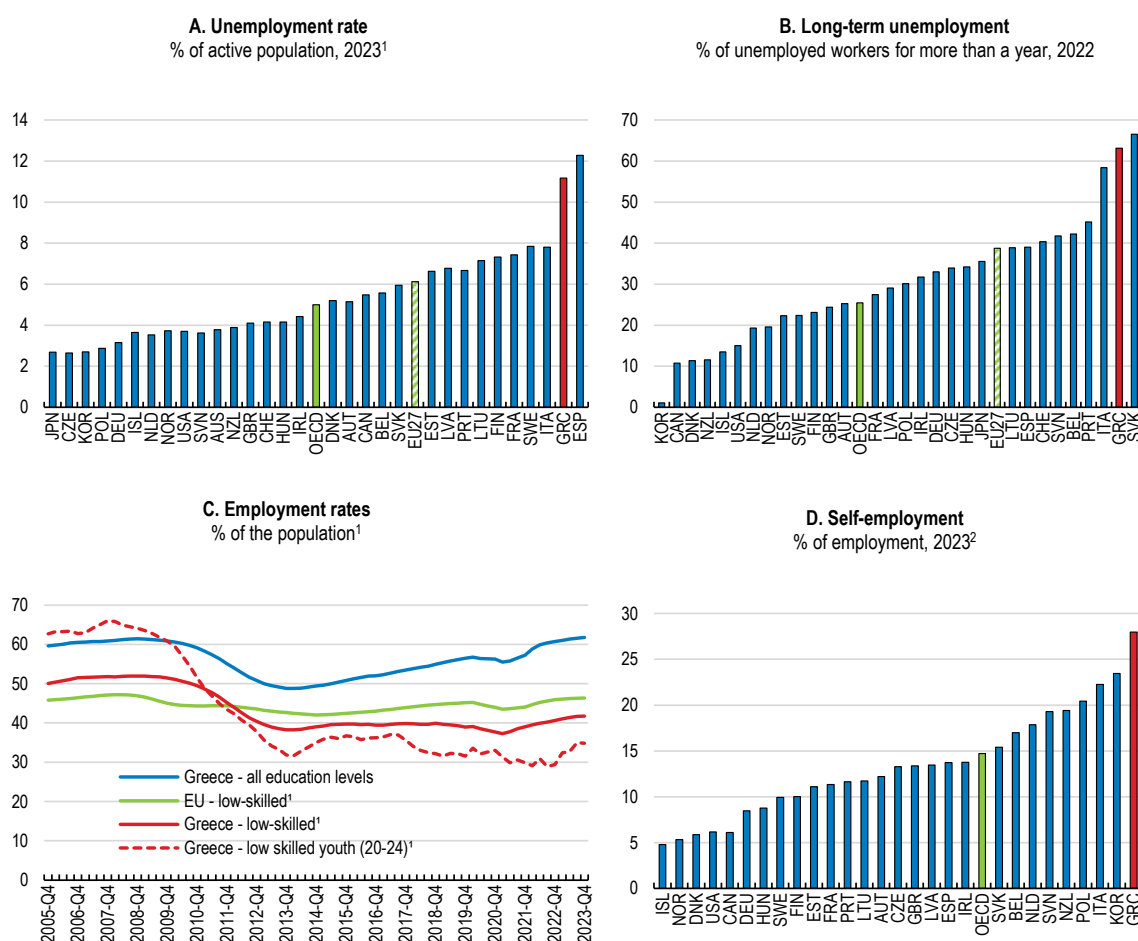 A. Unemployment rate
% of active population, 2023¹
14
12
10
8
6
4
2
0
JPN CZE KOR POL DEU ISL NLD NOR USA SVN AUS NZL GBR CHE HUN IRL OECD DNK AUT CAN BEL SVK EU27 EST LVA PRT LTU FIN FRA SWE ITA GRC ESP
B. Long-term unemployment
% of unemployed workers for more than a year, 2022
70
60
50
40
30
20
10
0
KOR CAN DNK NZL ISL USA NLD NOR EST SWE FIN GBR AUT OECD FRA LVA POL IRL DEU CZE HUN JPN EU27 LTU ESP CHE SVN BEL PRT ITA GRC SVK
C. Employment rates
% of the population¹
70
60
50
40
30
20
10
0
Greece - all education levels
EU - low-skilled¹
Greece - low-skilled¹
Greece - low skilled youth (20-24)¹
2005-Q4 2006-Q4 2007-Q4 2008-Q4 2009-Q4 2010-Q4 2011-Q4 2012-Q4 2013-Q4 2014-Q4 2015-Q4 2016-Q4 2017-Q4 2018-Q4 2019-Q4 2020-Q4 2021-Q4 2022-Q4 2023-Q4
D. Self-employment
% of employment, 2023²
30
25
20
15
10
5
0
ISL NOR DNK USA CAN DEU HUN SWE FIN EST FRA PRT LTU AUT CZE GBR LVA ESP IRL OECD SVK BEL NLD SVN NZL POL ITA KOR GRC